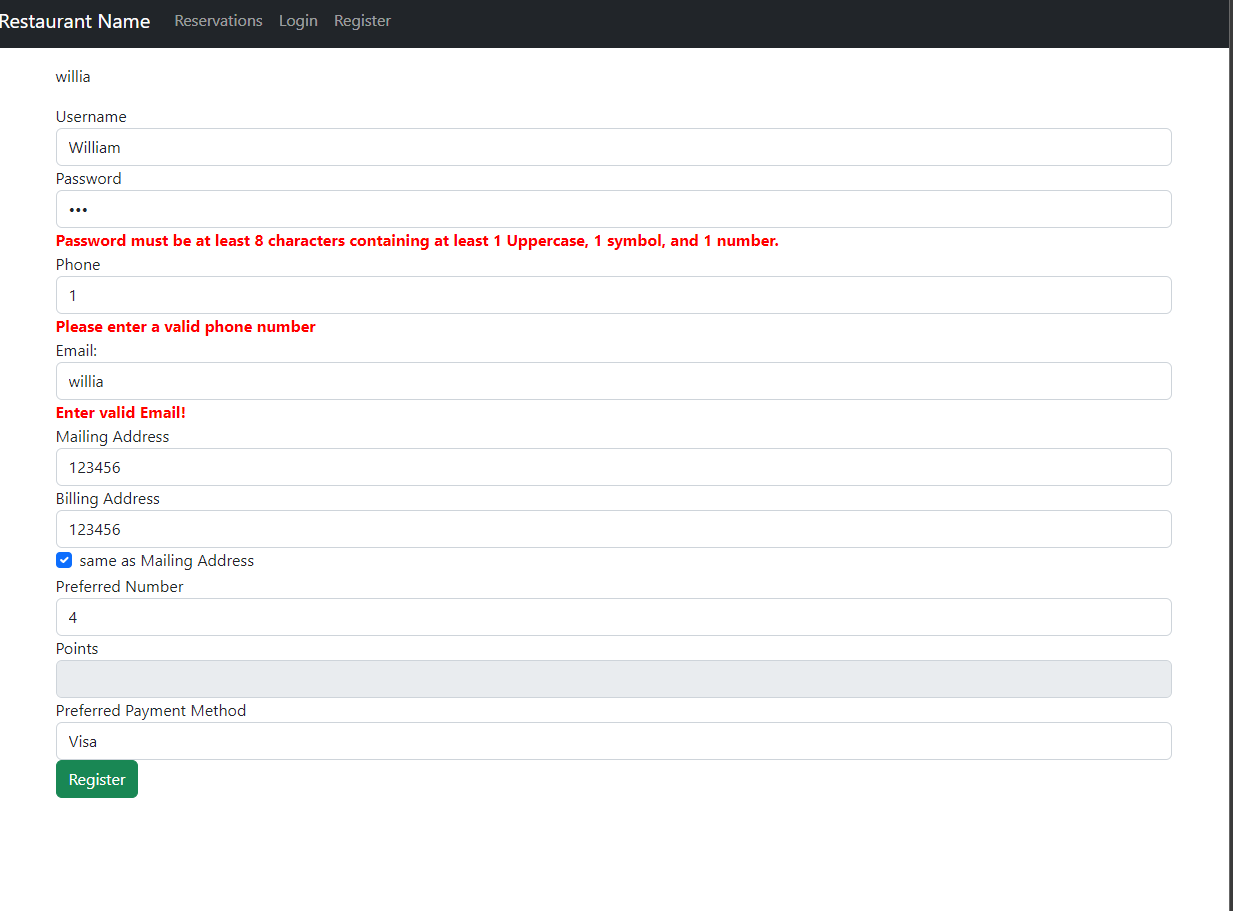 Restaurant Name Reservations Login Register
willia
Username
William
Password
•••
Password must be at least 8 characters containing at least 1 Uppercase, 1 symbol, and 1 number.
Phone
1
Please enter a valid phone number
Email:
willia
Enter valid Email!
Mailing Address
123456
Billing Address
123456
same as Mailing Address
Preferred Number
4
Points
Preferred Payment Method
Visa
Register